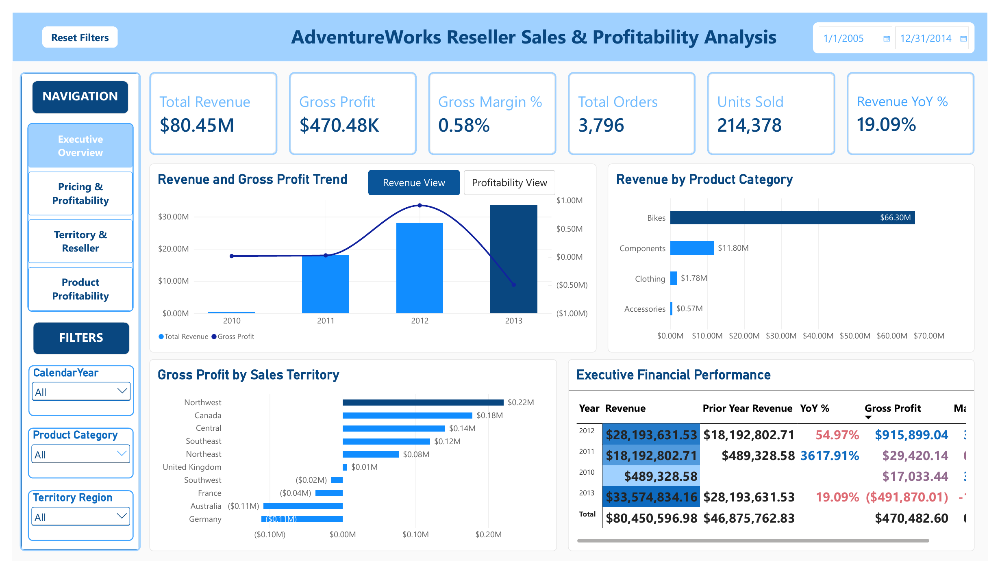 Reset Filters
AdventureWorks Reseller Sales & Profitability Analysis
1/1/2005
12/31/2014
NAVIGATION
Executive
Overview
Pricing &
Profitability
Territory &
Reseller
Product
Profitability
FILTERS
CalendarYear
All
Product Category
All
Territory Region
All
Total Revenue
$80.45M
Gross Profit
$470.48K
Gross Margin %
0.58%
Total Orders
3,796
Units Sold
214,378
Revenue YoY %
19.09%
Revenue and Gross Profit Trend
Revenue View
Profitability View
$30.00M
$20.00M
$10.00M
$0.00M
$1.00M
$0.50M
$0.00M
($0.50M)
($1.00M)
2010 2011 2012 2013
Total Revenue Gross Profit
Revenue by Product Category
Bikes $66.30M
Components $11.80M
Clothing $1.78M
Accessories $0.57M
$0.00M $10.00M $20.00M $30.00M $40.00M $50.00M $60.00M $70.00M
Gross Profit by Sales Territory
Northwest $0.22M
Canada $0.18M
Central $0.14M
Southeast $0.12M
Northeast $0.08M
United Kingdom $0.01M
Southwest ($0.02M)
France ($0.04M)
Australia ($0.11M)
Germany ($0.11M)
($0.10M) $0.00M $0.10M $0.20M
Executive Financial Performance
Year Revenue Prior Year Revenue YoY % Gross Profit Ma
2012 $28,193,631.53 $18,192,802.71 54.97% $915,899.04
2011 $18,192,802.71 $489,328.58 3617.91% $29,420.14
2010 $489,328.58 $17,033.44
2013 $33,574,834.16 $28,193,631.53 19.09% ($491,870.01)
Total $80,450,596.98 $46,875,762.83 $470,482.60